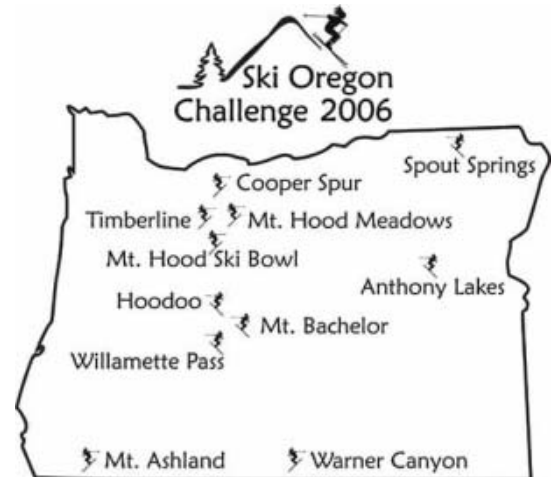 Ski Oregon
Challenge 2006
Spout Springs
Cooper Spur
Timberline
Mt. Hood Meadows
Mt. Hood Ski Bowl
Anthony Lakes
Hoodoo
Mt. Bachelor
Willamette Pass
Mt. Ashland
Warner Canyon